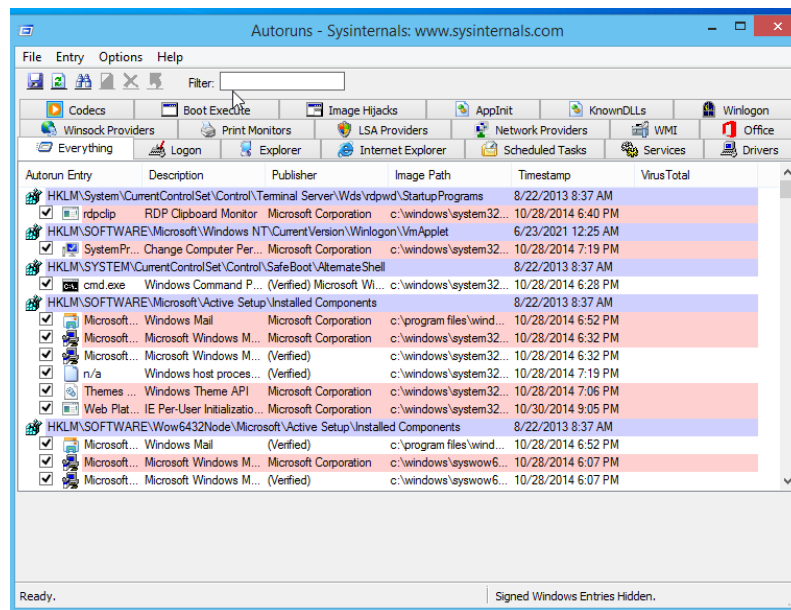 Autoruns - Sysinternals: www.sysinternals.com
File Entry Options Help
Filter:
Codecs Boot Execute Image Hijacks AppInit KnownDLLs Winlogon
Winsock Providers Print Monitors LSA Providers Network Providers WMI Office
Everything Logon Explorer Internet Explorer Scheduled Tasks Services Drivers
Autorun Entry Description Publisher Image Path Timestamp VirusTotal
HKLM\System\CurrentControlSet\Control\Terminal Server\Wds\rdpwd\StartupPrograms 8/22/2013 8:37 AM
rdpclip RDP Clipboard Monitor Microsoft Corporation c:\windows\system32... 10/28/2014 6:40 PM
HKLM\SOFTWARE\Microsoft\Windows NT\CurrentVersion\Winlogon\VmApplet 6/23/2021 12:25 AM
SystemPr... Change Computer Per... Microsoft Corporation c:\windows\system32... 10/28/2014 7:19 PM
HKLM\SYSTEM\CurrentControlSet\Control\SafeBoot\AlternateShell 8/22/2013 8:37 AM
cmd.exe Windows Command P... (Verified) Microsoft Wi... c:\windows\system32... 10/28/2014 6:28 PM
HKLM\SOFTWARE\Microsoft\Active Setup\Installed Components 8/22/2013 8:37 AM
Microsoft... Windows Mail Microsoft Corporation c:\program files\wind... 10/28/2014 6:52 PM
Microsoft... Microsoft Windows M... Microsoft Corporation c:\windows\system32... 10/28/2014 6:32 PM
Microsoft... Microsoft Windows M... (Verified) c:\windows\system32... 10/28/2014 6:32 PM
n/a Windows host proces... (Verified) c:\windows\system32... 10/28/2014 7:19 PM
Themes ... Windows Theme API Microsoft Corporation c:\windows\system32... 10/28/2014 7:06 PM
Web Plat... IE Per-User Initializatio... Microsoft Corporation c:\windows\system32... 10/30/2014 9:05 PM
HKLM\SOFTWARE\Wow6432Node\Microsoft\Active Setup\Installed Components 8/22/2013 8:37 AM
Microsoft... Windows Mail (Verified) c:\program files\wind... 10/28/2014 6:52 PM
Microsoft... Microsoft Windows M... Microsoft Corporation c:\windows\syswow6... 10/28/2014 6:07 PM
Microsoft... Microsoft Windows M... (Verified) c:\windows\syswow6... 10/28/2014 6:07 PM
Ready. Signed Windows Entries Hidden.